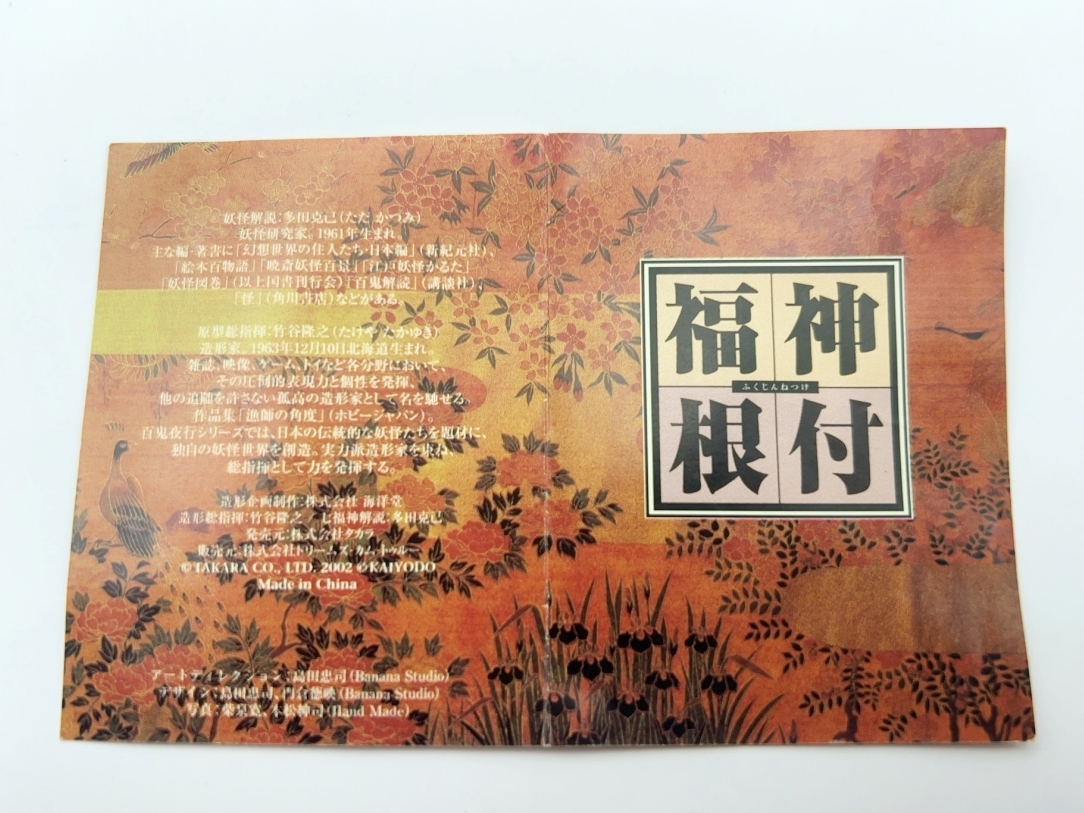 妖怪解説：多田克己（ただ かつみ）
妖怪研究家。1961年生まれ。
主な編・著書に「幻想世界の住人たち・日本編」（新紀元社）、
「絵本百物語」「暁斎妖怪百景」「江戸妖怪かるた」
「妖怪図巻」（以上国書刊行会）「百鬼解読」（講談社）、
「怪」（角川書店）などがある。
原型総指揮：竹谷隆之（たけや たかゆき）
造形家。1963年12月10日北海道生まれ。
雑誌、映像、ゲーム、トイなど各分野において、
その圧倒的表現力と個性を発揮、
他の追随を許さない孤高の造形家として名を馳せる。
作品集「漁師の角度」（ホビージャパン）。
百鬼夜行シリーズでは、日本の伝統的な妖怪たちを題材に、
独自の妖怪世界を創造。実力派造形家を束ね、
総指揮として力を発揮する。
造形企画制作：株式会社 海洋堂
造形総指揮：竹谷隆之 / 七福神解説：多田克己
発売元：株式会社タカラ
販売元：株式会社ドリームズ・カム・トゥルー
©TAKARA CO., LTD. 2002 ©KAIYODO
Made in China
アートディレクション：島田忠司（Banana Studio）
デザイン：島田忠司、円倉徳映（Banana Studio）
写真：（Hand Made）
福神
ふくじんねつけ
根付